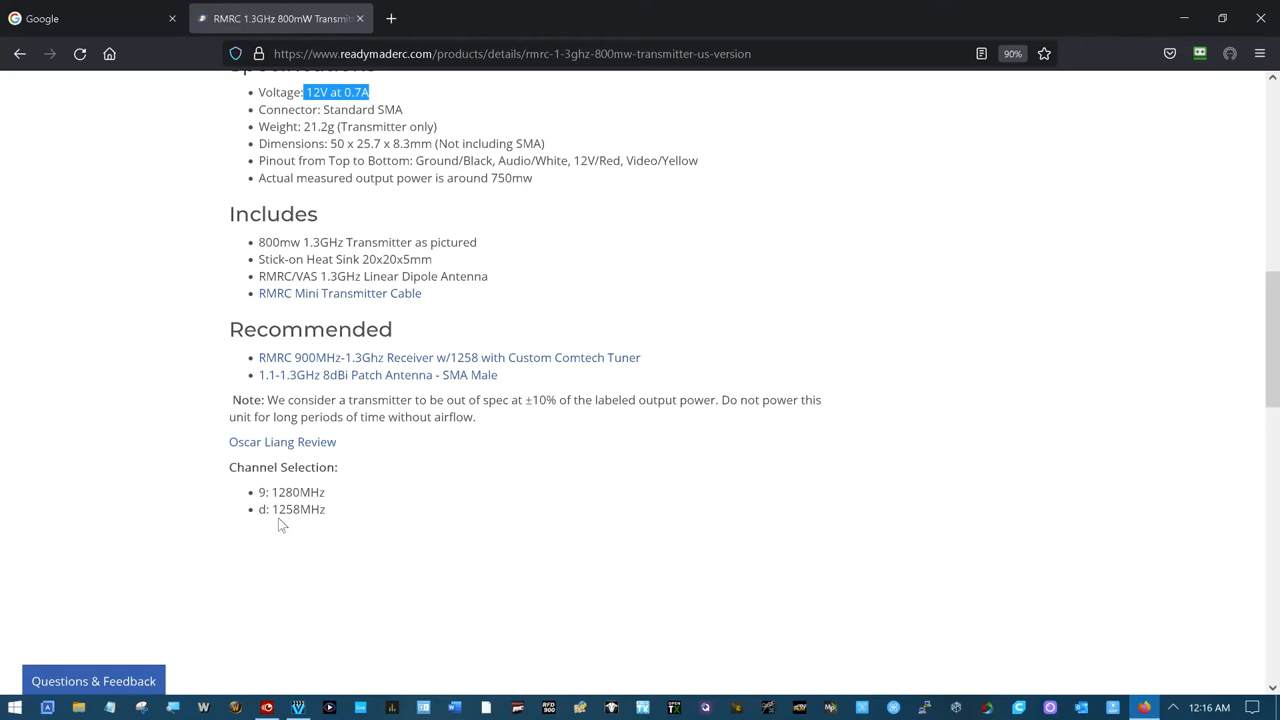 Google
RMRC 1.3GHz 800mW Transmit
https://www.readymaderc.com/products/details/rmrc-1-3ghz-800mw-transmitter-us-version
90%
Specifications
Voltage: 12V at 0.7A
Connector: Standard SMA
Weight: 21.2g (Transmitter only)
Dimensions: 50 x 25.7 x 8.3mm (Not including SMA)
Pinout from Top to Bottom: Ground/Black, Audio/White, 12V/Red, Video/Yellow
Actual measured output power is around 750mw
Includes
800mw 1.3GHz Transmitter as pictured
Stick-on Heat Sink 20x20x5mm
RMRC/VAS 1.3GHz Linear Dipole Antenna
RMRC Mini Transmitter Cable
Recommended
RMRC 900MHz-1.3Ghz Receiver w/1258 with Custom Comtech Tuner
1.1-1.3GHz 8dBi Patch Antenna - SMA Male
Note: We consider a transmitter to be out of spec at ±10% of the labeled output power. Do not power this
unit for long periods of time without airflow.
Oscar Liang Review
Channel Selection:
9: 1280MHz
d: 1258MHz
Questions & Feedback
12:16 AM